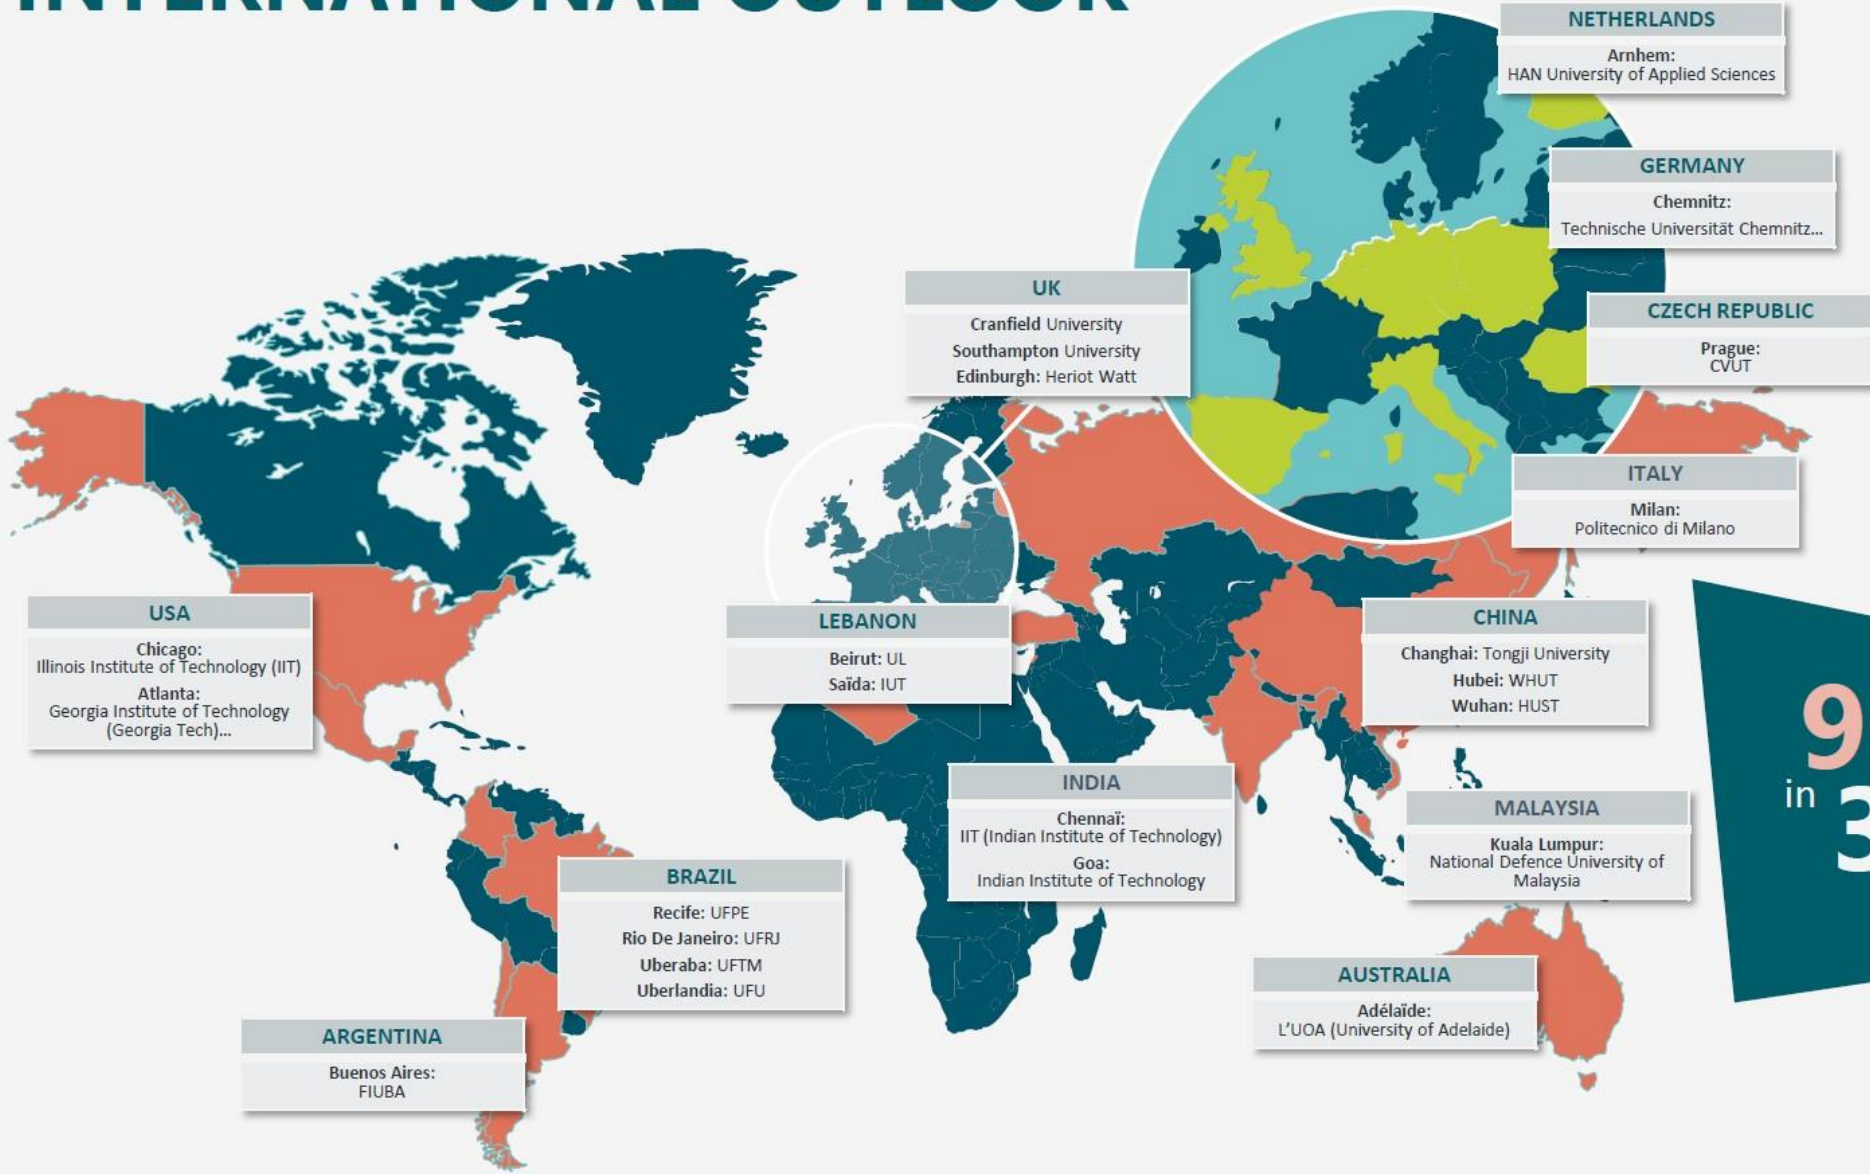 INTERNATIONAL OUTLOOK
NETHERLANDS
Arnhem:
HAN University of Applied Sciences
GERMANY
Chemnitz:
Technische Universität Chemnitz...
UK
Cranfield University
Southampton University
Edinburgh: Heriot Watt
CZECH REPUBLIC
Prague:
CVUT
ITALY
Milan:
Politecnico di Milano
USA
Chicago:
Illinois Institute of Technology (IIT)
Atlanta:
Georgia Institute of Technology
(Georgia Tech)...
LEBANON
Beirut: UL
Saïda: IUT
CHINA
Changhai: Tongji University
Hubei: WHUT
Wuhan: HUST
9
in 3
INDIA
Chennaï:
IIT (Indian Institute of Technology)
Goa:
Indian Institute of Technology
MALAYSIA
Kuala Lumpur:
National Defence University of
Malaysia
BRAZIL
Recife: UFPE
Rio De Janeiro: UFRJ
Uberaba: UFTM
Uberlandia: UFU
AUSTRALIA
Adélaïde:
L'UOA (University of Adelaide)
ARGENTINA
Buenos Aires:
FIUBA